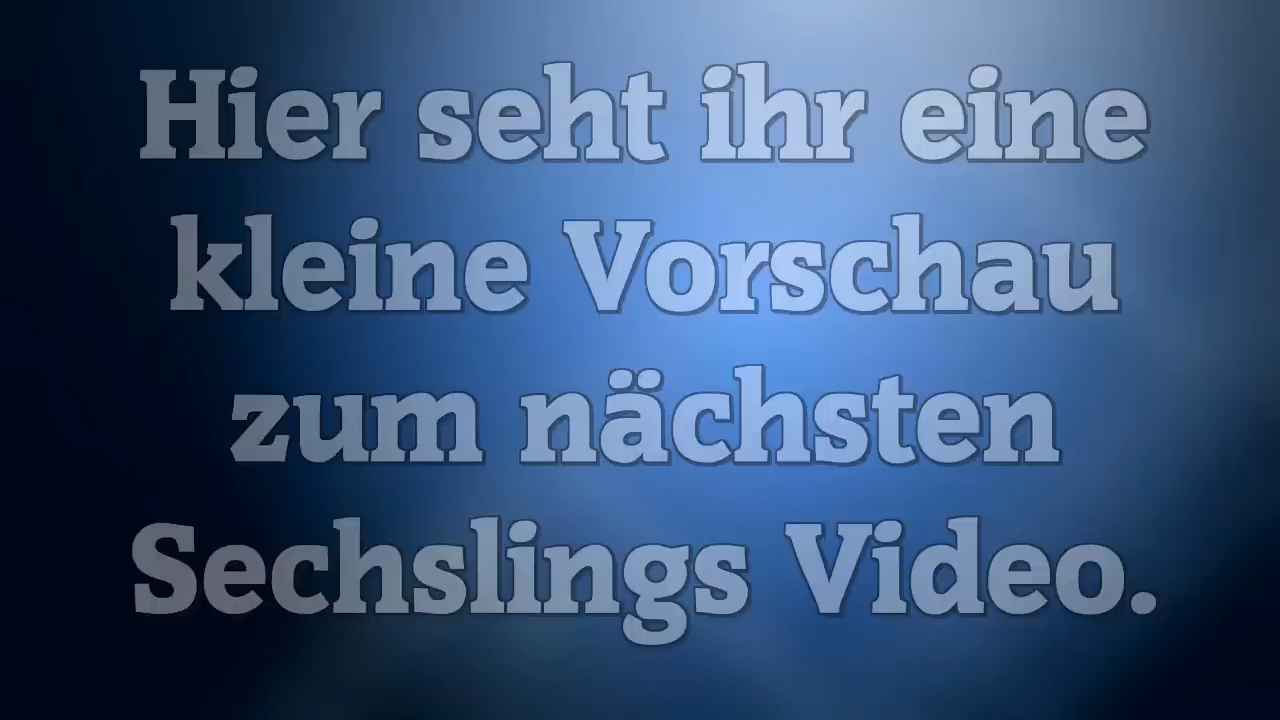 Hier seht ihr eine
kleine Vorschau
zum nächsten
Sechslings Video.